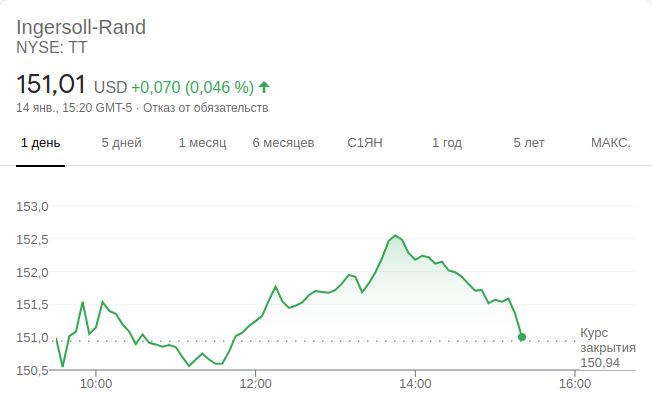 Ingersoll-Rand
NYSE: TT
151,01 USD +0,070 (0,046 %)
14 янв., 15:20 GMT-5 · Отказ от обязательств
1 день 5 дней 1 месяц 6 месяцев С1ЯН 1 год 5 лет МАКС.
153,0
152,5
152,0
151,5
151,0
150,5
Курс
закрытия
150,94
10:00 12:00 14:00 16:00